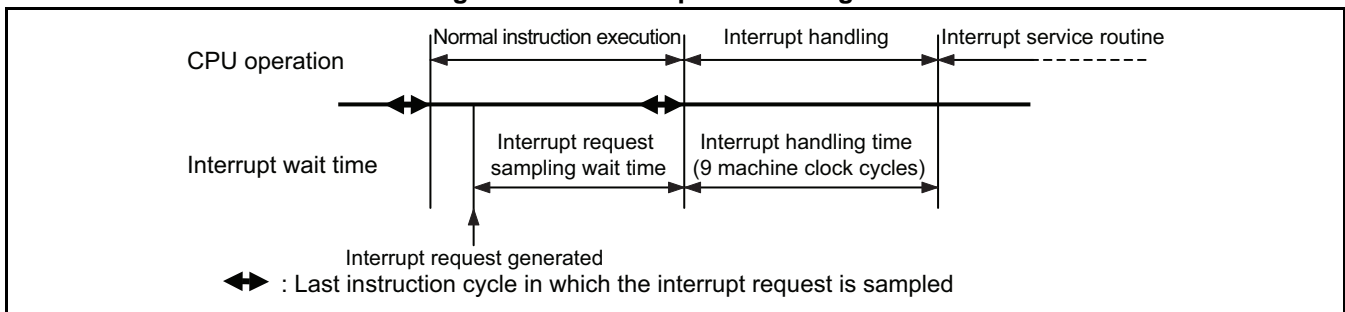 CPU operation
Normal instruction execution
Interrupt handling
Interrupt service routine
Interrupt wait time
Interrupt request
sampling wait time
Interrupt handling time
(9 machine clock cycles)
Interrupt request generated
: Last instruction cycle in which the interrupt request is sampled